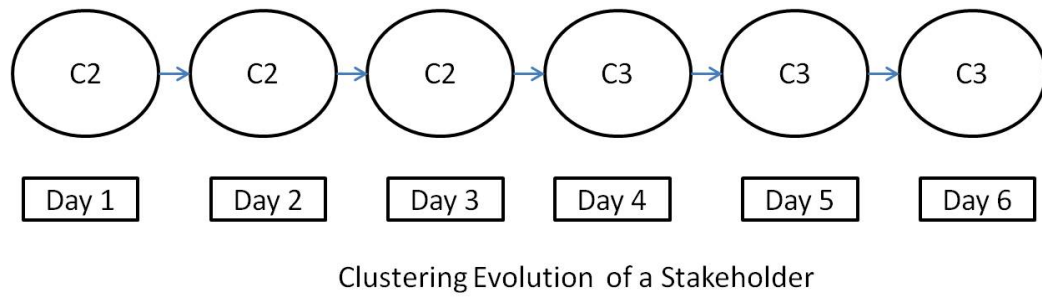 C2 C2 C2 C3 C3 C3
Day 1 Day 2 Day 3 Day 4 Day 5 Day 6
Clustering Evolution of a Stakeholder